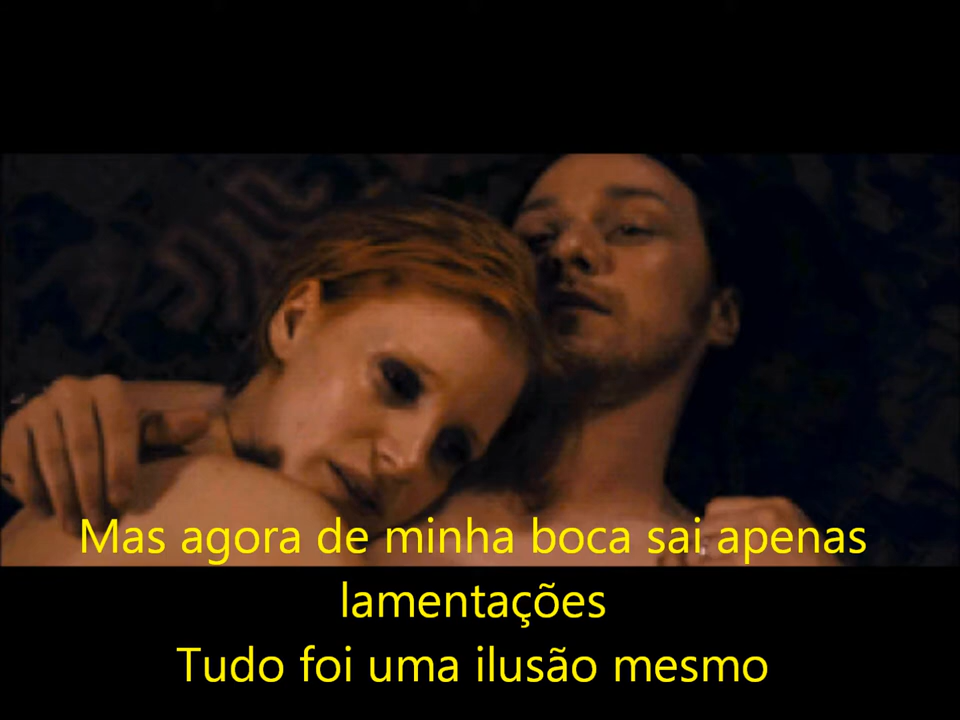 Mas agora de minha boca sai apenas
lamentações
Tudo foi uma ilusão mesmo